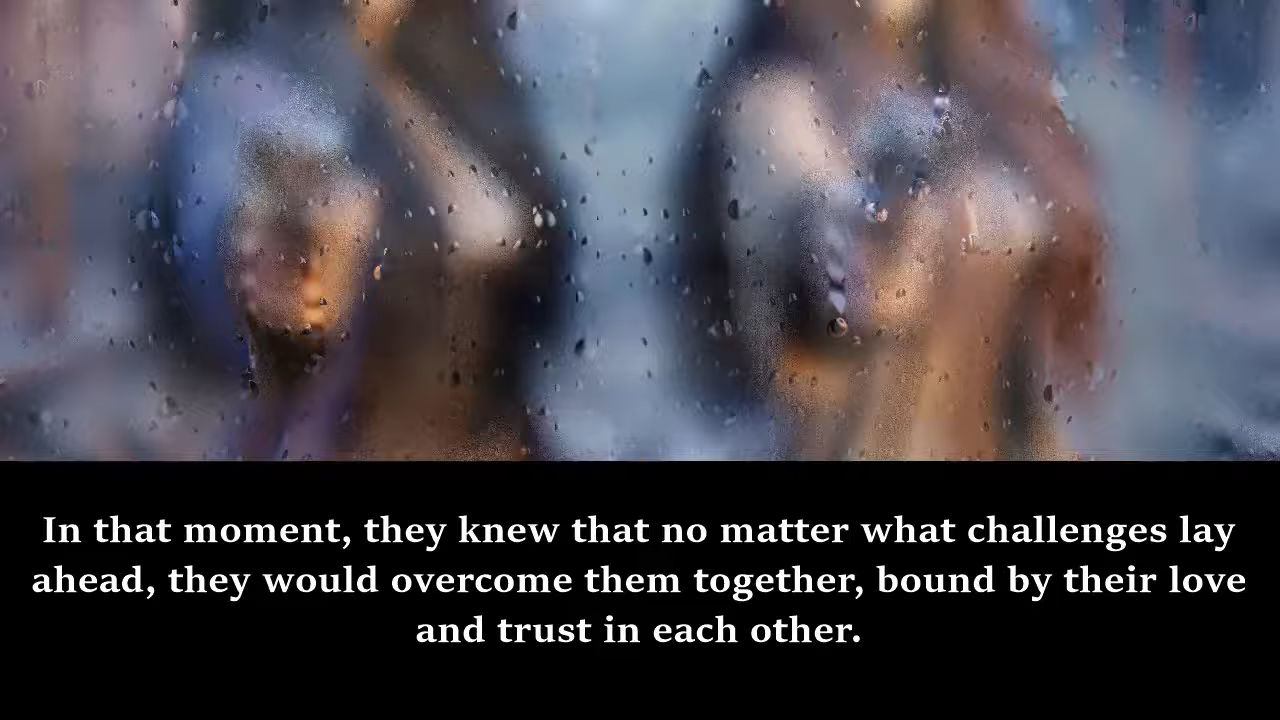 In that moment, they knew that no matter what challenges lay
ahead, they would overcome them together, bound by their love
and trust in each other.